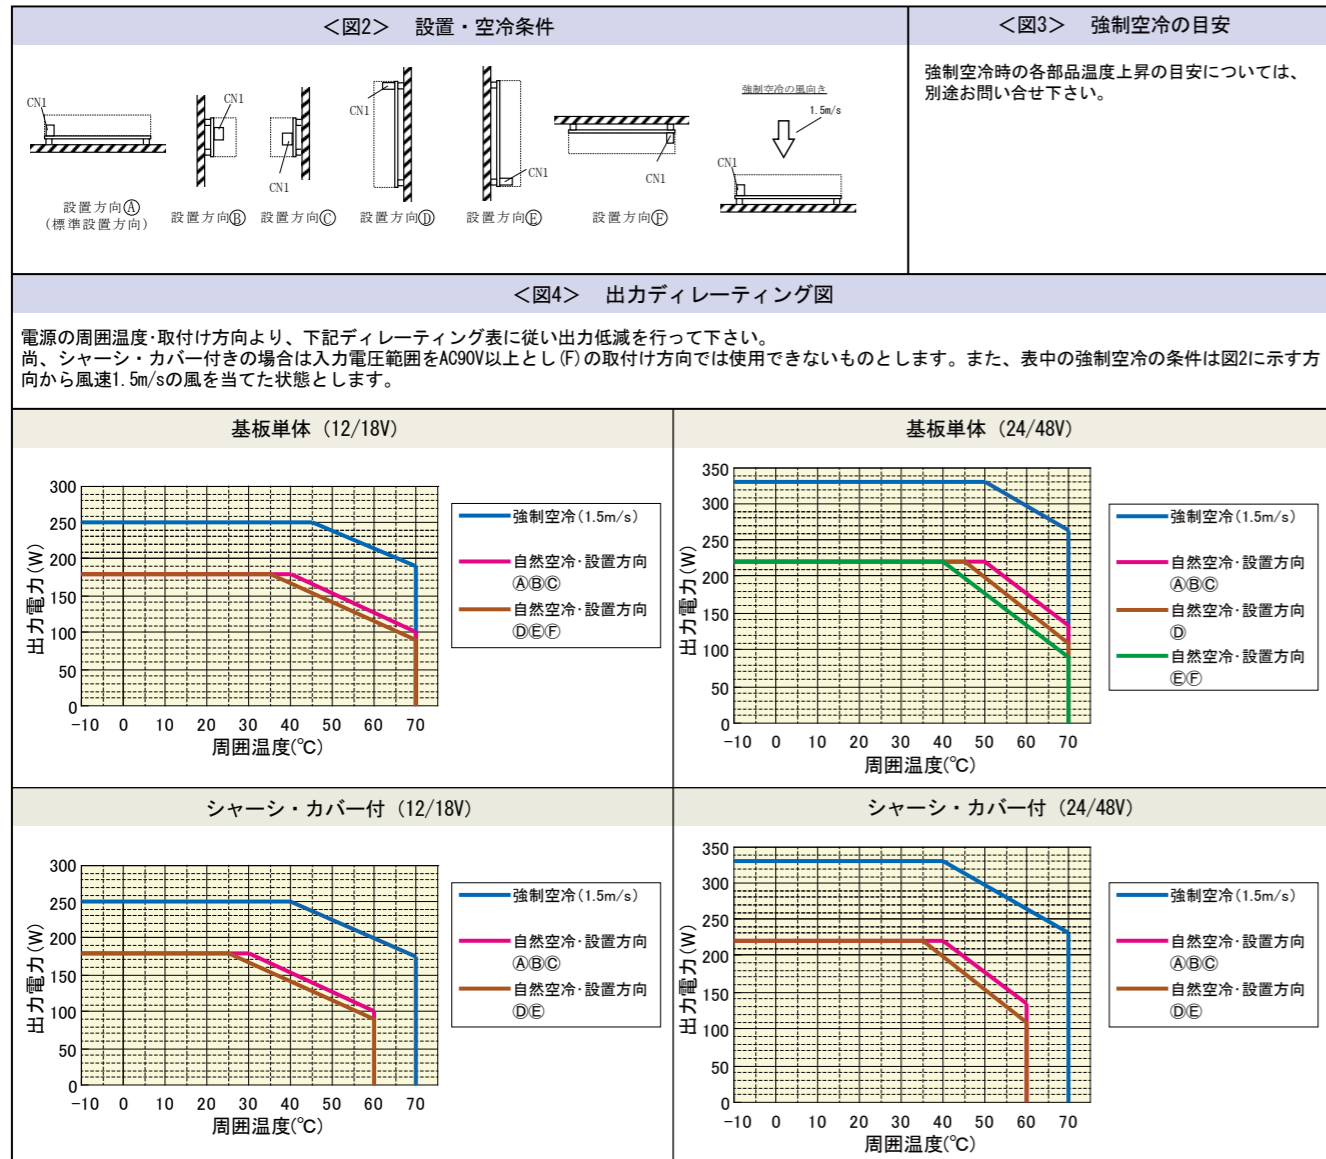 <図2>　設置・空冷条件
CN1
設置方向Ⓐ
(標準設置方向)
CN1
設置方向Ⓑ
CN1
設置方向Ⓒ
CN1
設置方向Ⓓ
CN1
設置方向Ⓔ
CN1
設置方向Ⓕ
強制空冷の風向き
1.5m/s
CN1
<図3>　強制空冷の目安
強制空冷時の各部品温度上昇の目安については、
別途お問い合せ下さい。
<図4>　出力ディレーティング図
電源の周囲温度・取付け方向より、下記ディレーティング表に従い出力低減を行って下さい。
尚、シャーシ・カバー付きの場合は入力電圧範囲をAC90V以上とし(F)の取付け方向では使用できないものとします。また、表中の強制空冷の条件は図2に示す方
向から風速1.5m/sの風を当てた状態とします。
基板単体 (12/18V)
出力電力(W)
300
250
200
150
100
50
0
-10 0 10 20 30 40 50 60 70
周囲温度(℃)
強制空冷(1.5m/s)
自然空冷・設置方向
ⒶⒷⒸ
自然空冷・設置方向
ⒹⒺⒻ
基板単体 (24/48V)
出力電力(W)
350
300
250
200
150
100
50
0
-10 0 10 20 30 40 50 60 70
周囲温度(℃)
強制空冷(1.5m/s)
自然空冷・設置方向
ⒶⒷⒸ
自然空冷・設置方向
Ⓓ
自然空冷・設置方向
ⒺⒻ
シャーシ・カバー付 (12/18V)
出力電力(W)
300
250
200
150
100
50
0
-10 0 10 20 30 40 50 60 70
周囲温度(℃)
強制空冷(1.5m/s)
自然空冷・設置方向
ⒶⒷⒸ
自然空冷・設置方向
ⒹⒺ
シャーシ・カバー付 (24/48V)
出力電力(W)
350
300
250
200
150
100
50
0
-10 0 10 20 30 40 50 60 70
周囲温度(℃)
強制空冷(1.5m/s)
自然空冷・設置方向
ⒶⒷⒸ
自然空冷・設置方向
ⒹⒺ